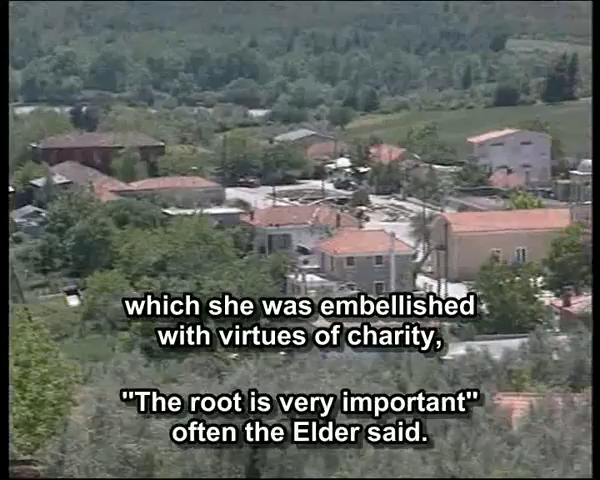 which she was embellished
with virtues of charity,
"The root is very important"
often the Elder said.